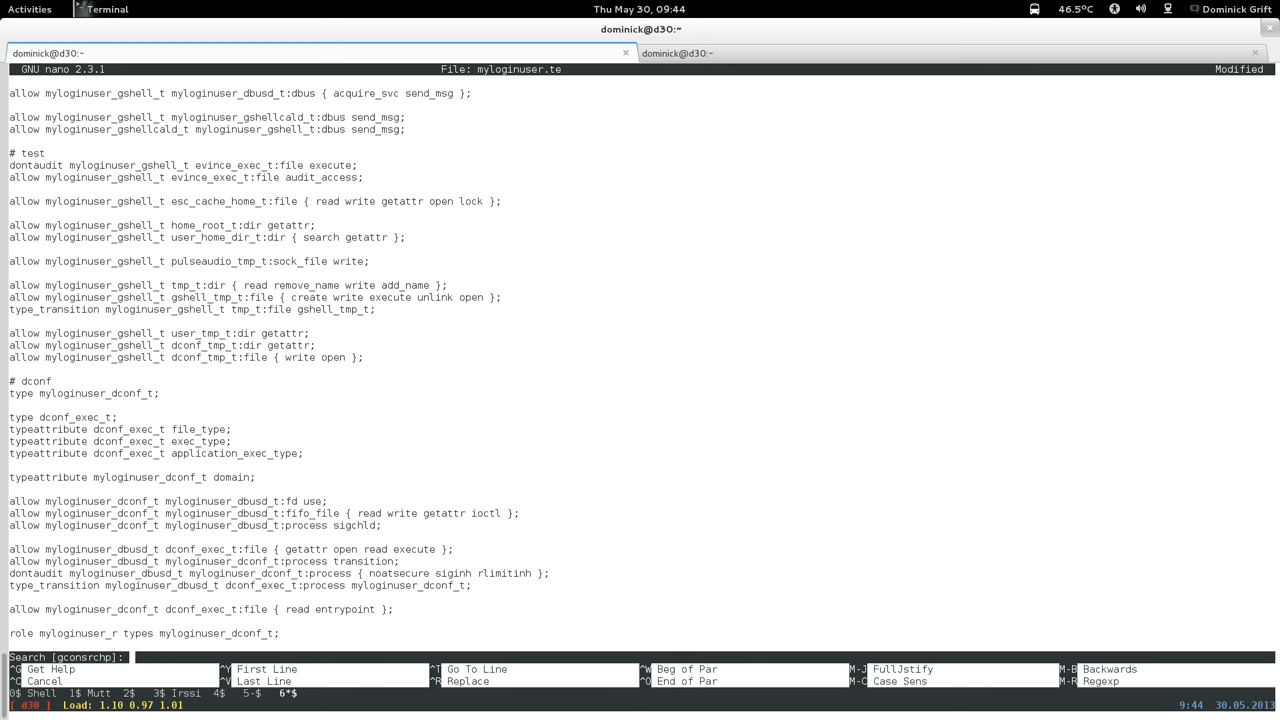 Activities Terminal Thu May 30, 09:44 46.5°C Dominick Grift
dominick@d30:~
dominick@d30:~ × dominick@d30:~ ×
GNU nano 2.3.1 File: myloginuser.te Modified
allow myloginuser_gshell_t myloginuser_dbusd_t:dbus { acquire_svc send_msg };
allow myloginuser_gshell_t myloginuser_gshellcald_t:dbus send_msg;
allow myloginuser_gshellcald_t myloginuser_gshell_t:dbus send_msg;
# test
dontaudit myloginuser_gshell_t evince_exec_t:file execute;
allow myloginuser_gshell_t evince_exec_t:file audit_access;
allow myloginuser_gshell_t esc_cache_home_t:file { read write getattr open lock };
allow myloginuser_gshell_t home_root_t:dir getattr;
allow myloginuser_gshell_t user_home_dir_t:dir { search getattr };
allow myloginuser_gshell_t pulseaudio_tmp_t:sock_file write;
allow myloginuser_gshell_t tmp_t:dir { read remove_name write add_name };
allow myloginuser_gshell_t gshell_tmp_t:file { create write execute unlink open };
type_transition myloginuser_gshell_t tmp_t:file gshell_tmp_t;
allow myloginuser_gshell_t user_tmp_t:dir getattr;
allow myloginuser_gshell_t dconf_tmp_t:dir getattr;
allow myloginuser_gshell_t dconf_tmp_t:file { write open };
# dconf
type myloginuser_dconf_t;
type dconf_exec_t;
typeattribute dconf_exec_t file_type;
typeattribute dconf_exec_t exec_type;
typeattribute dconf_exec_t application_exec_type;
typeattribute myloginuser_dconf_t domain;
allow myloginuser_dconf_t myloginuser_dbusd_t:fd use;
allow myloginuser_dconf_t myloginuser_dbusd_t:fifo_file { read write getattr ioctl };
allow myloginuser_dconf_t myloginuser_dbusd_t:process sigchld;
allow myloginuser_dbusd_t dconf_exec_t:file { getattr open read execute };
allow myloginuser_dbusd_t myloginuser_dconf_t:process transition;
dontaudit myloginuser_dbusd_t myloginuser_dconf_t:process { noatsecure siginh rlimitinh };
type_transition myloginuser_dbusd_t dconf_exec_t:process myloginuser_dconf_t;
allow myloginuser_dconf_t dconf_exec_t:file { read entrypoint };
role myloginuser_r types myloginuser_dconf_t;
Search [gconsrchp]:
^G Get Help ^Y First Line ^T Go To Line ^W Beg of Par M-J FullJstify M-B Backwards
^C Cancel ^V Last Line ^R Replace ^O End of Par M-C Case Sens M-R Regexp
0$ Shell 1$ Mutt 2$ 3$ Irssi 4$ 5-$ 6*$
[ d30 ] Load: 1.10 0.97 1.01 9:44 30.05.2013